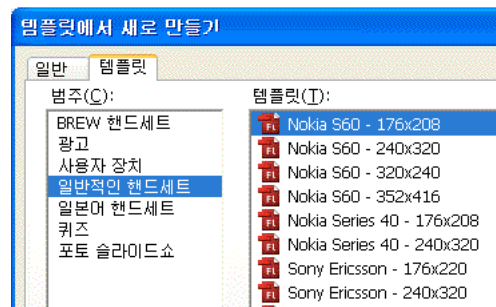 템플릿에서 새로 만들기
일반
템플릿
범주(C):
BREW 핸드세트
광고
사용자 장치
일반적인 핸드세트
일본어 핸드세트
퀴즈
포토 슬라이드쇼
템플릿(T):
Nokia S60 - 176x208
Nokia S60 - 240x320
Nokia S60 - 320x240
Nokia S60 - 352x416
Nokia Series 40 - 176x208
Nokia Series 40 - 240x320
Sony Ericsson - 176x220
Sony Ericsson - 240x320